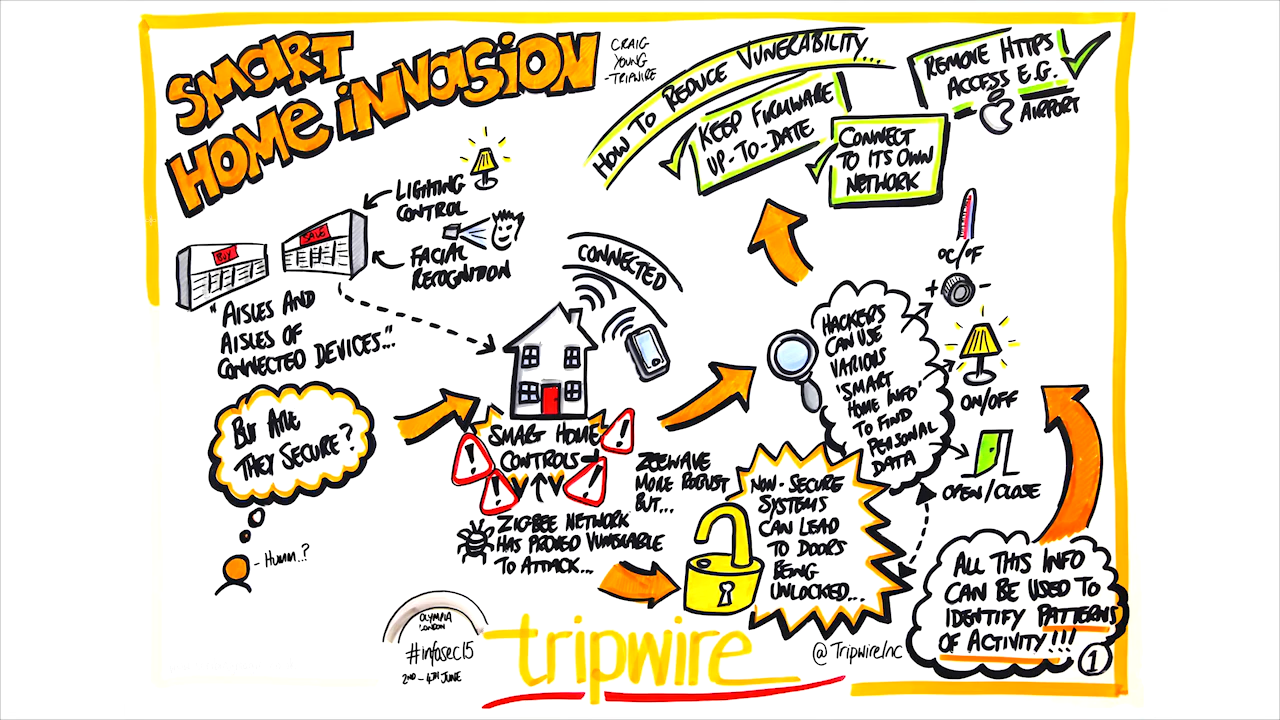 SMART
HOME INVASION
CRAIG
YOUNG
-TRIPWIRE
HOW TO REDUCE VUNERABILITY...
KEEP FIRMWARE
UP-TO-DATE
CONNECT
TO ITS OWN
NETWORK
REMOVE HTTPS
ACCESS E.G.
AIRPORT
LIGHTING
CONTROL
FACIAL
RECOGNITION
BUY
SALE
"AISLES AND
AISLES OF
CONNECTED DEVICES..."
CONNECTED
BUT ARE
THEY SECURE?
- HUMM..?
SMART HOME
CONTROLS
!
!
!
!
ZIGBEE NETWORK
HAS PROVED VUNERABLE
TO ATTACK...
ZEEWAVE
MORE ROBUST
BUT...
NON-SECURE
SYSTEMS
CAN LEAD
TO DOORS
BEING
UNLOCKED...
HACKERS
CAN USE
VARIOUS
'SMART
HOME INFO'
TO FIND
PERSONAL
DATA
°C/°F
+ -
ON/OFF
OPEN/CLOSE
ALL THIS INFO
CAN BE USED TO
IDENTIFY PATTERNS
OF ACTIVITY!!!
1
OLYMPIA
LONDON
#infosec15
2ND - 4TH JUNE
tripwire
@TripwireInc